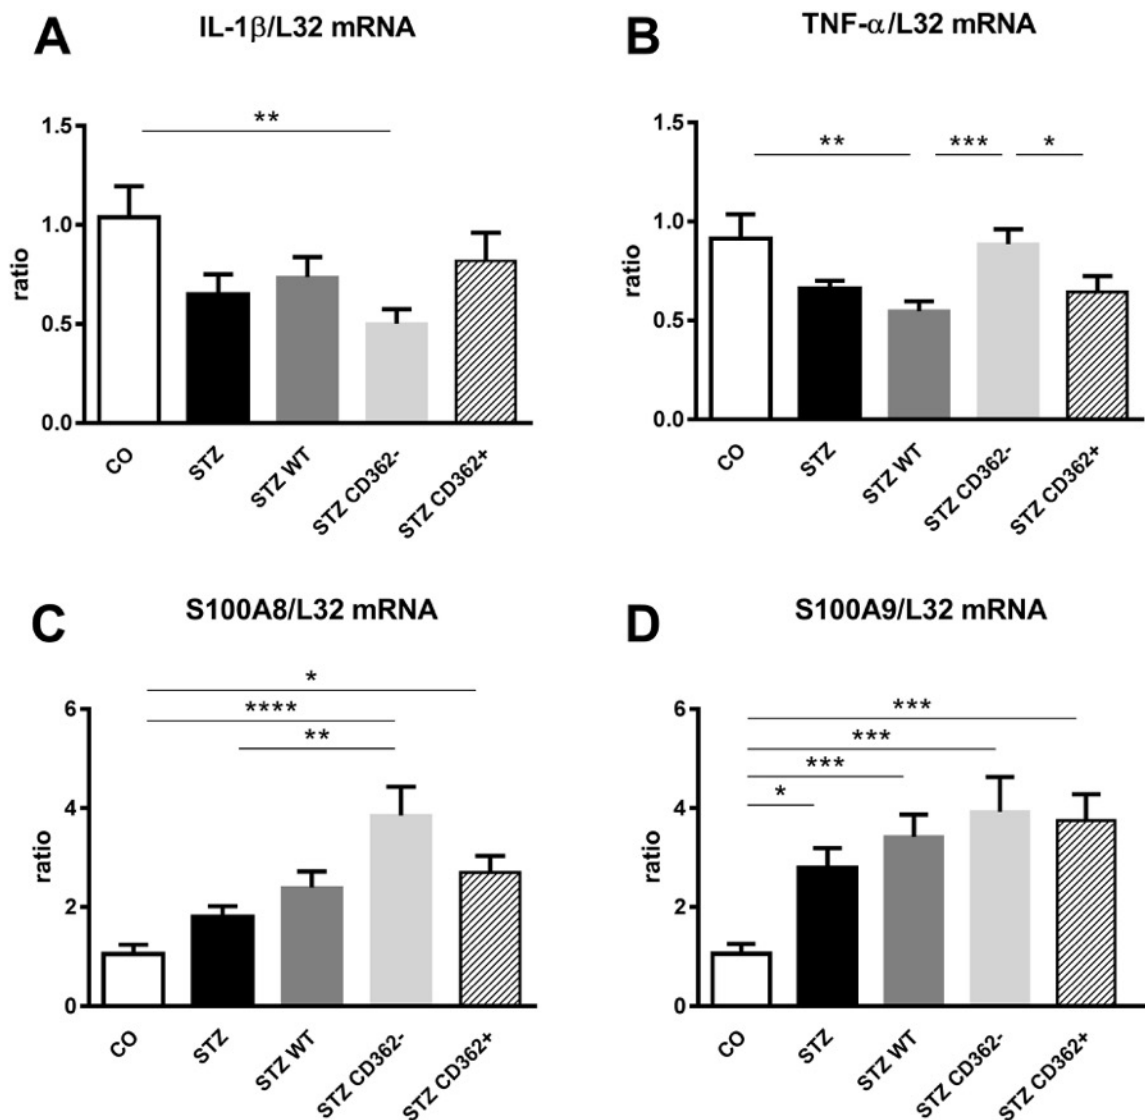 A
IL-1β/L32 mRNA
**
1.5
1.0
0.5
0.0
ratio
CO
STZ
STZ WT
STZ CD362-
STZ CD362+
B
TNF-α/L32 mRNA
**
***
*
1.5
1.0
0.5
0.0
ratio
CO
STZ
STZ WT
STZ CD362-
STZ CD362+
C
S100A8/L32 mRNA
*
****
**
6
4
2
0
ratio
CO
STZ
STZ WT
STZ CD362-
STZ CD362+
D
S100A9/L32 mRNA
***
***
***
*
6
4
2
0
ratio
CO
STZ
STZ WT
STZ CD362-
STZ CD362+